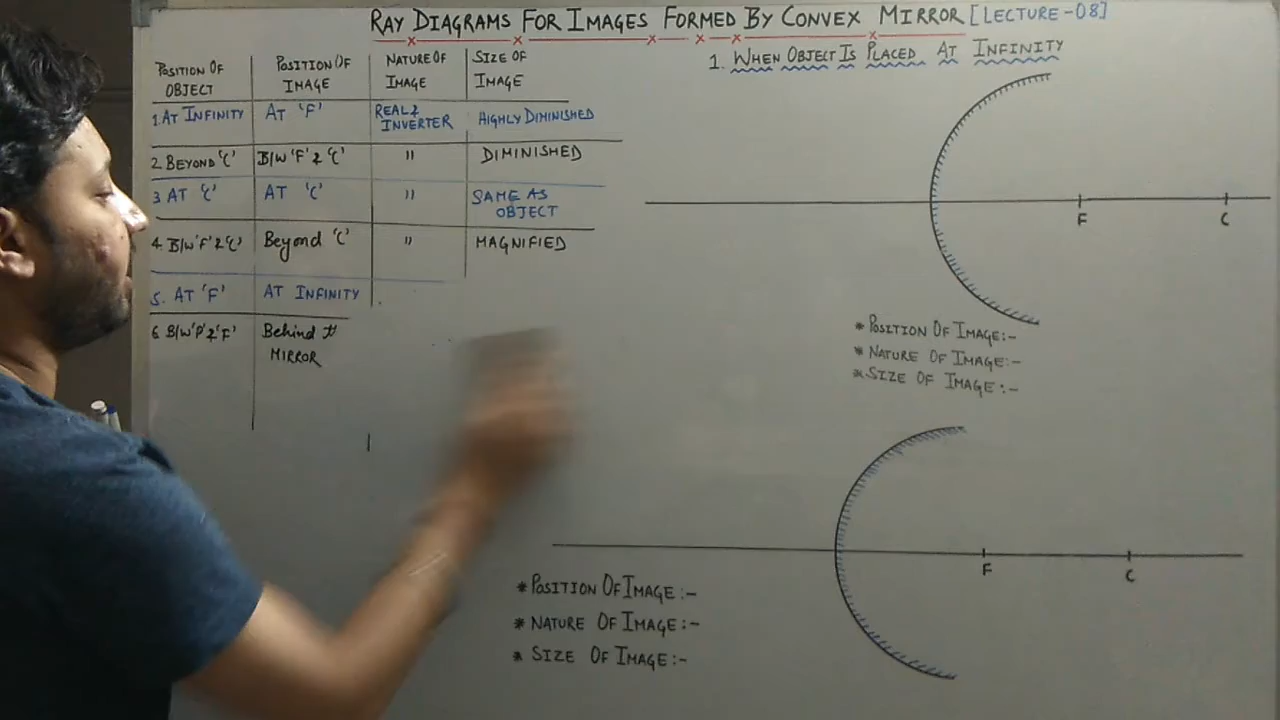 RAY DIAGRAMS FOR IMAGES FORMED BY CONVEX MIRROR [LECTURE-08]
POSITION OF OBJECT
POSITION OF IMAGE
NATURE OF IMAGE
SIZE OF IMAGE
1. AT INFINITY
AT 'F'
REAL & INVERTER
HIGHLY DIMINISHED
2. BEYOND 'C'
B/W 'F' & 'C'
"
DIMINISHED
3. AT 'C'
AT 'C'
"
SAME AS OBJECT
4. B/W 'F' & 'C'
Beyond 'C'
"
MAGNIFIED
5. AT 'F'
AT INFINITY
6. B/W 'P' & 'F'
Behind
MIRROR
1. WHEN OBJECT IS PLACED AT INFINITY
F
C
* POSITION OF IMAGE:-
* NATURE OF IMAGE:-
* SIZE OF IMAGE:-
F
C
* POSITION OF IMAGE:-
* NATURE OF IMAGE:-
* SIZE OF IMAGE:-